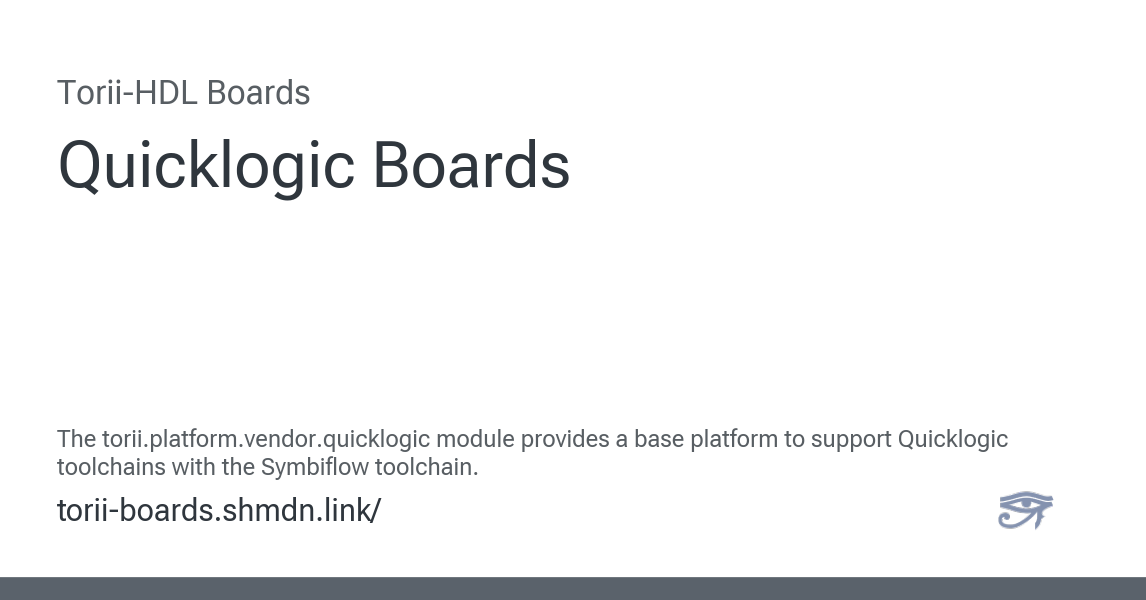 Torii-HDL Boards
Quicklogic Boards
The torii.platform.vendor.quicklogic module provides a base platform to support Quicklogic
toolchains with the Symbiflow toolchain.
torii-boards.shmdn.link/